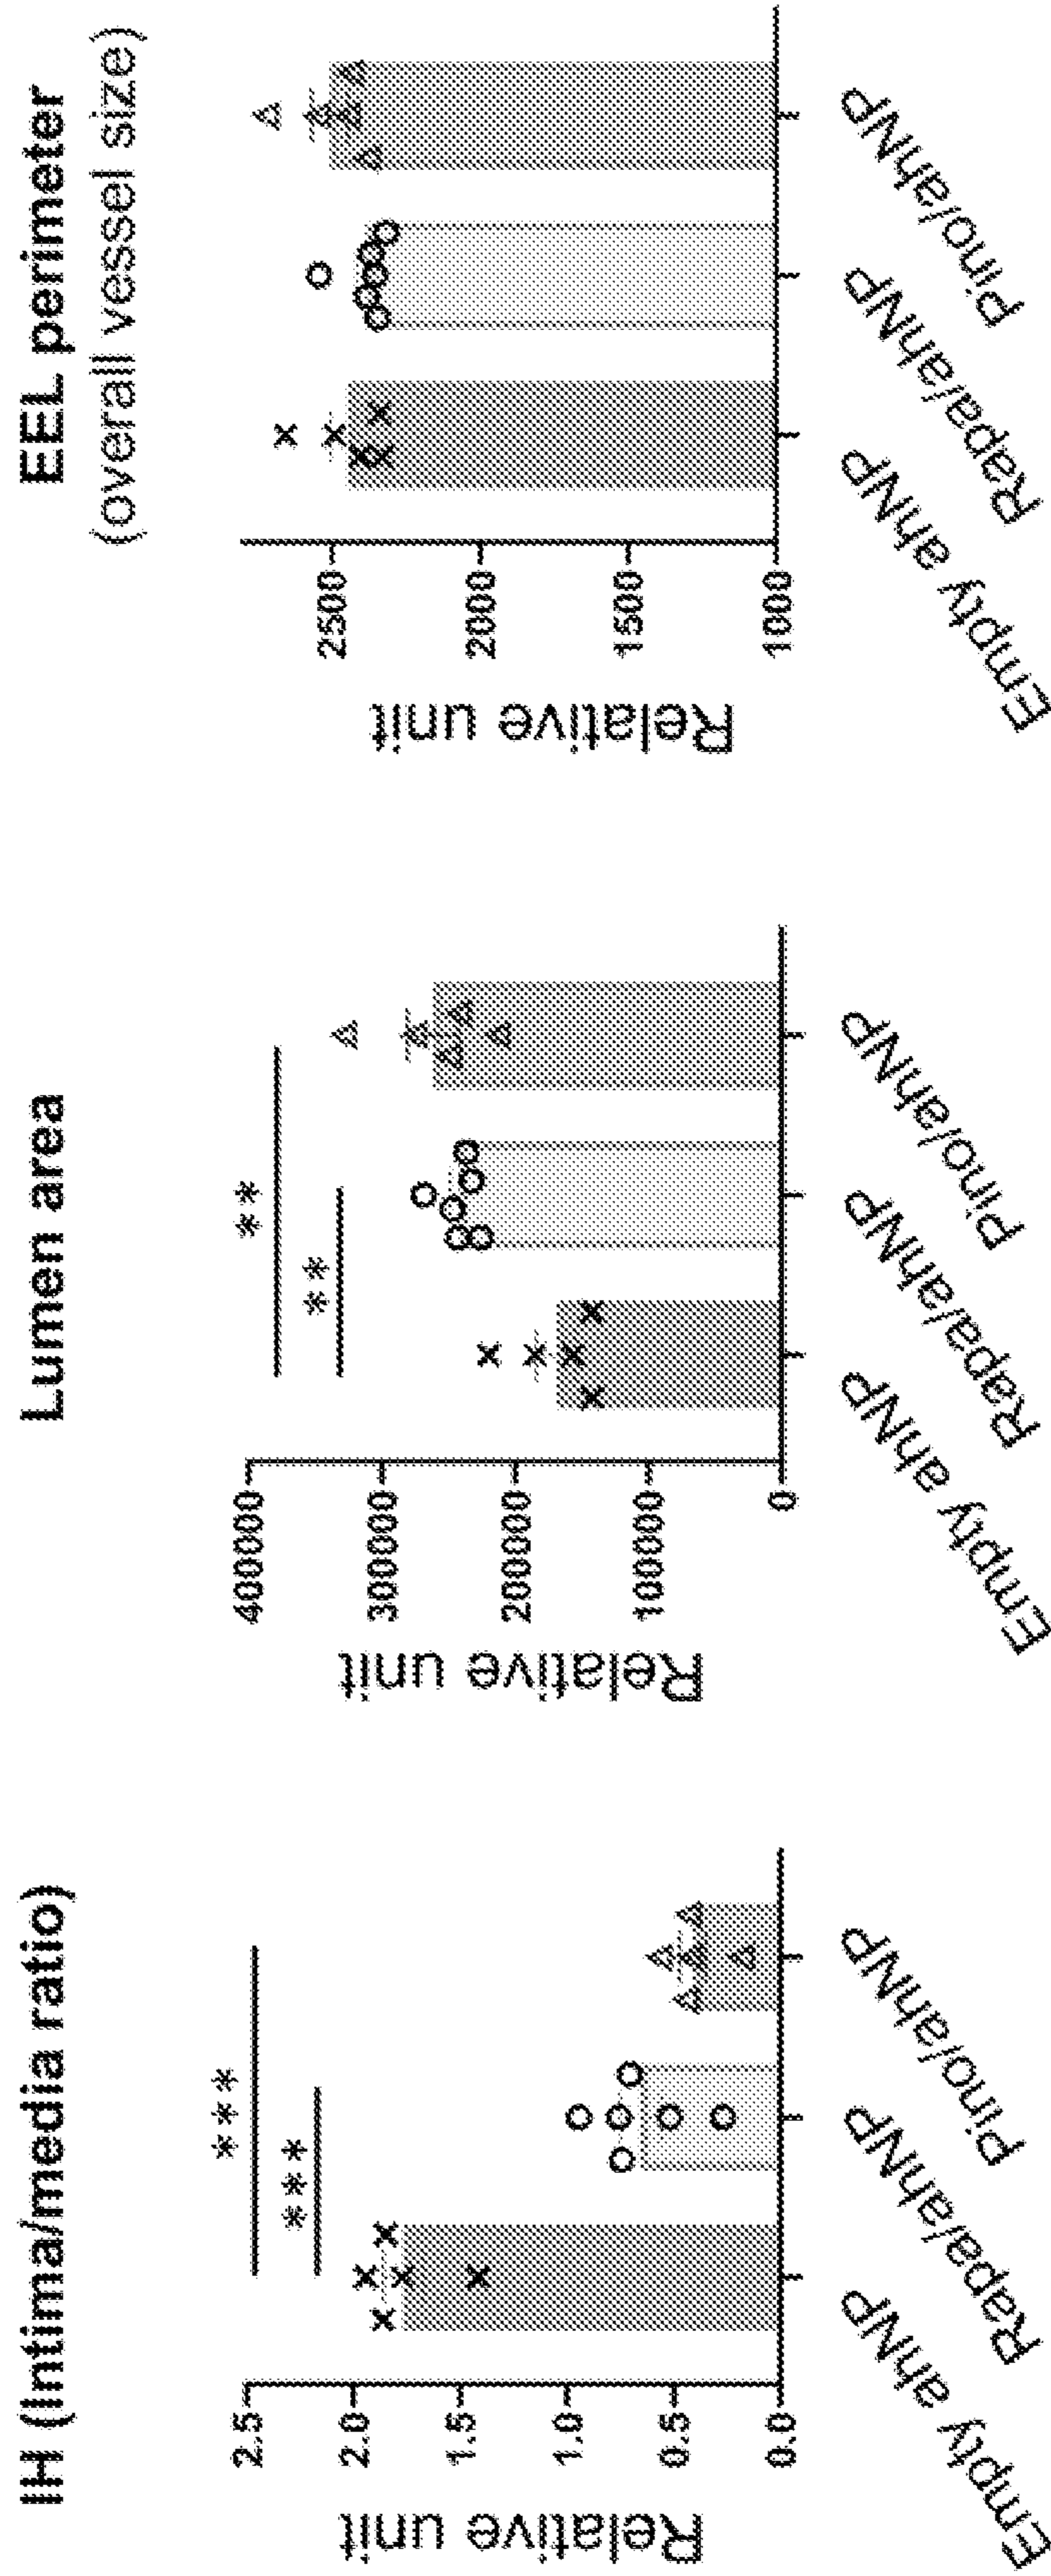 IH (Intima/media ratio)
***
***
Relative unit
2.5
2.0
1.5
1.0
0.5
0.0
Empty ahNP
Rapa/ahNP
Pino/ahNP
Lumen area
**
**
Relative unit
400000
300000
200000
100000
0
Empty ahNP
Rapa/ahNP
Pino/ahNP
EEL perimeter
(overall vessel size)
Relative unit
2500
2000
1500
1000
Empty ahNP
Rapa/ahNP
Pino/ahNP